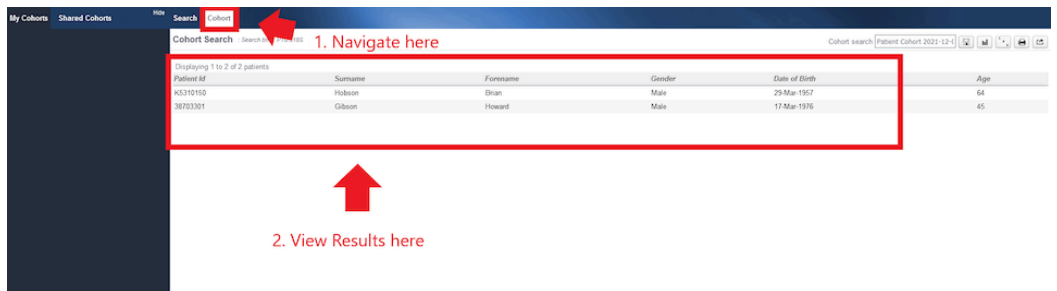 My Cohorts Shared Cohorts Hide Search Cohort
Cohort Search Search 1. Navigate here Cohort search Patient Cohort 2021-12-
Displaying 1 to 2 of 2 patients
Patient Id Surname Forename Gender Date of Birth Age
K5310150 Hobson Brian Male 29-Mar-1957 64
38703301 Gibson Howard Male 17-Mar-1976 45
2. View Results here